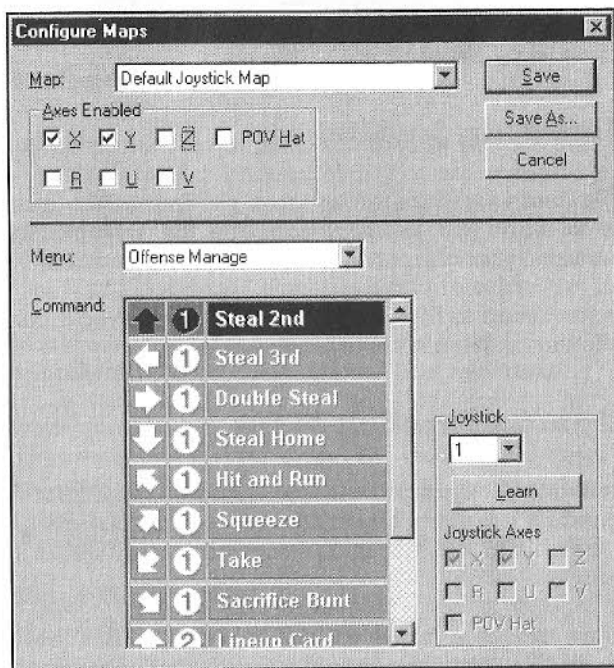 Configure Maps
Map: Default Joystick Map
Save
Axes Enabled
X Y Z POV Hat
R U V
Save As...
Cancel
Menu: Offense Manage
Command:
1 Steal 2nd
1 Steal 3rd
1 Double Steal
1 Steal Home
1 Hit and Run
1 Squeeze
1 Take
1 Sacrifice Bunt
2 Lineup Card
Joystick
1
Learn
Joystick Axes
X Y Z
R U V
POV Hat